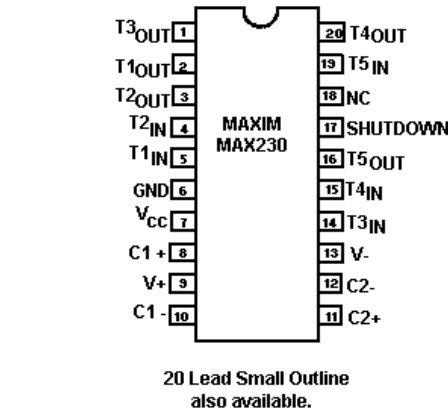 T3OUT 1 20 T4OUT
T1OUT 2 19 T5 IN
T2OUT 3 18 NC
T2IN 4 MAXIM 17 SHUTDOWN
MAX230
T1IN 5 16 T5OUT
GND 6 15 T4IN
VCC 7 14 T3IN
C1 + 8 13 V-
V+ 9 12 C2-
C1 - 10 11 C2+
20 Lead Small Outline
also available.